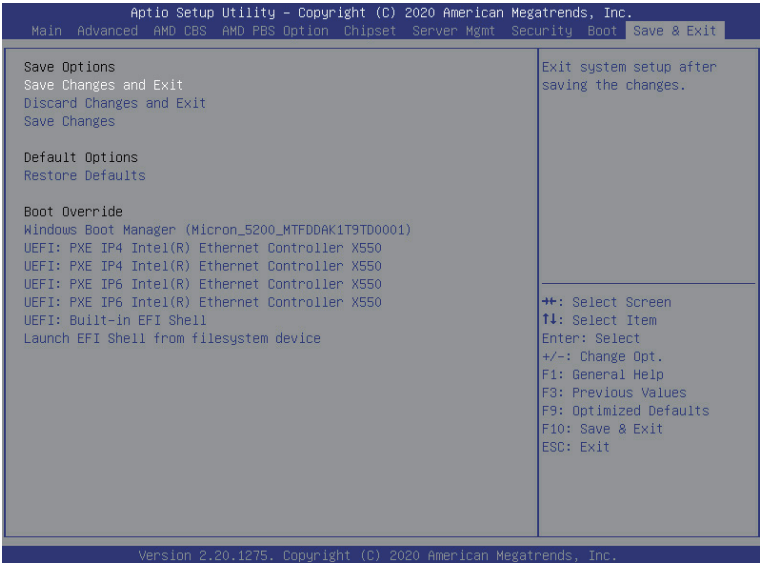 Aptio Setup Utility – Copyright (C) 2020 American Megatrends, Inc.
Main Advanced AMD CBS AMD PBS Option Chipset Server Mgmt Security Boot Save & Exit
Save Options
Save Changes and Exit
Discard Changes and Exit
Save Changes
Default Options
Restore Defaults
Boot Override
Windows Boot Manager (Micron_5200_MTFDDAK1T9TD0001)
UEFI: PXE IP4 Intel(R) Ethernet Controller X550
UEFI: PXE IP4 Intel(R) Ethernet Controller X550
UEFI: PXE IP6 Intel(R) Ethernet Controller X550
UEFI: PXE IP6 Intel(R) Ethernet Controller X550
UEFI: Built-in EFI Shell
Launch EFI Shell from filesystem device
Exit system setup after
saving the changes.
→←: Select Screen
↑↓: Select Item
Enter: Select
+/-: Change Opt.
F1: General Help
F3: Previous Values
F9: Optimized Defaults
F10: Save & Exit
ESC: Exit
Version 2.20.1275. Copyright (C) 2020 American Megatrends, Inc.